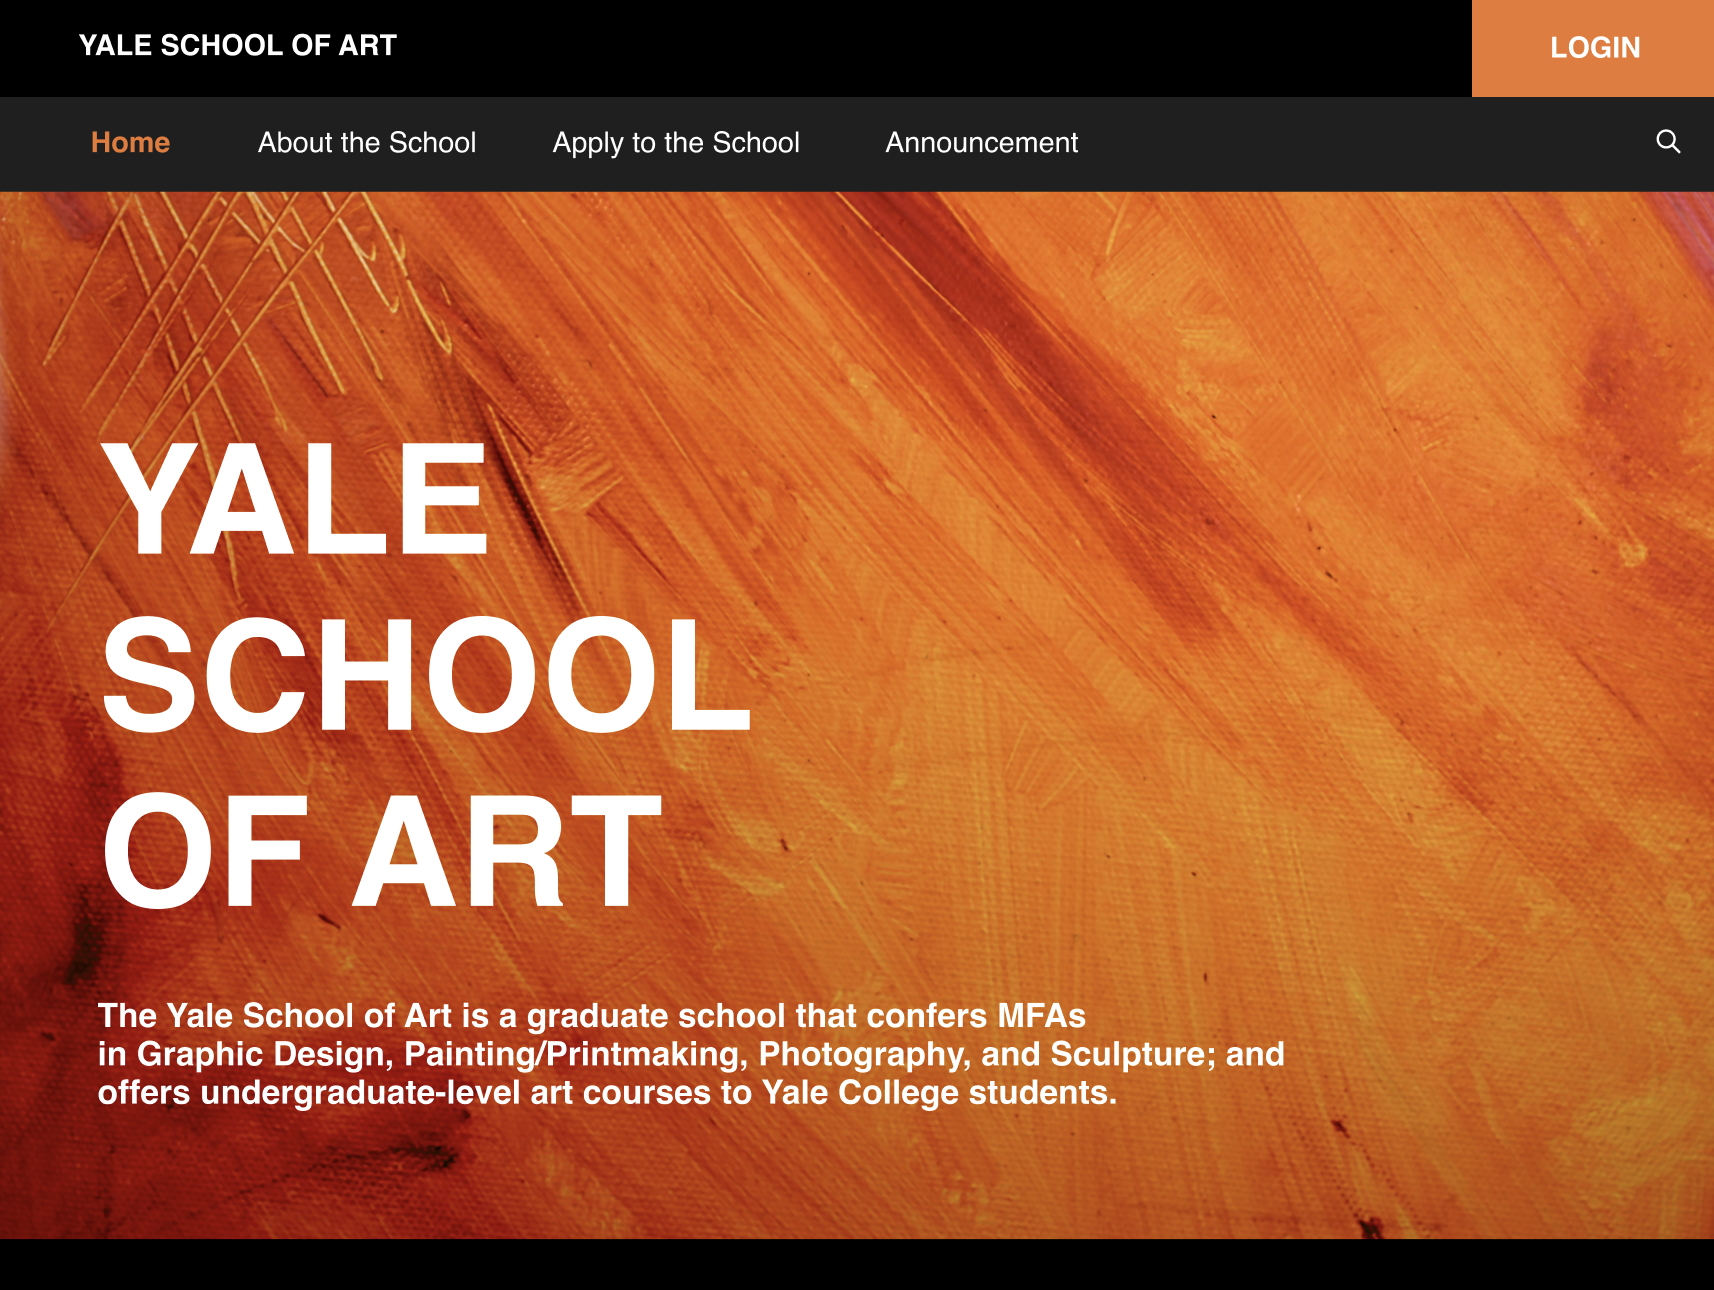 YALE SCHOOL OF ART
LOGIN
Home
About the School
Apply to the School
Announcement
YALE
SCHOOL
OF ART
The Yale School of Art is a graduate school that confers MFAs
in Graphic Design, Painting/Printmaking, Photography, and Sculpture; and
offers undergraduate-level art courses to Yale College students.